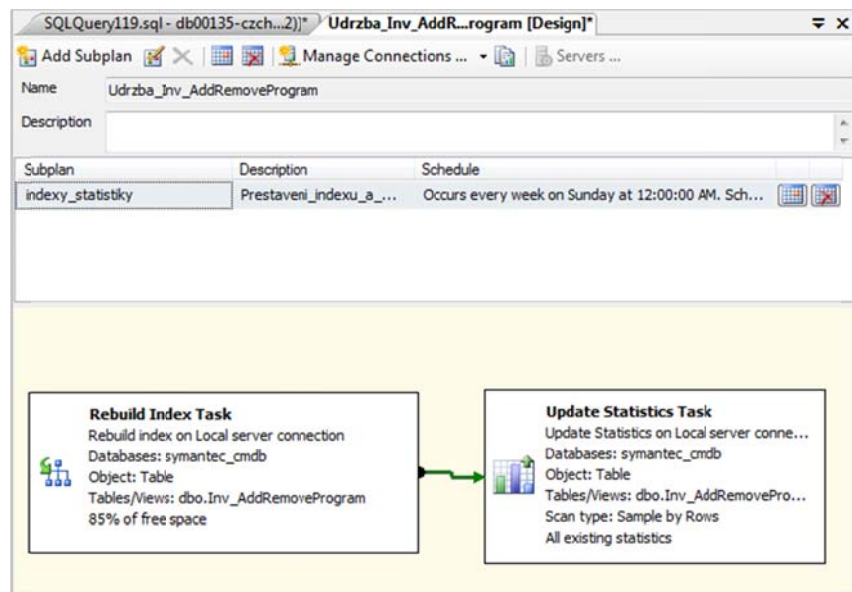 SQLQuery119.sql - db00135-czch...2))* Udrzba_Inv_AddR...rogram [Design]*
Add Subplan Manage Connections ... Servers ...
Name Udrzba_Inv_AddRemoveProgram
Description
Subplan Description Schedule
indexy_statistiky Prestaveni_indexu_a_... Occurs every week on Sunday at 12:00:00 AM. Sch...
Rebuild Index Task
Rebuild index on Local server connection
Databases: symantec_cmdb
Object: Table
Tables/Views: dbo.Inv_AddRemoveProgram
85% of free space
Update Statistics Task
Update Statistics on Local server conne...
Databases: symantec_cmdb
Object: Table
Tables/Views: dbo.Inv_AddRemovePro...
Scan type: Sample by Rows
All existing statistics